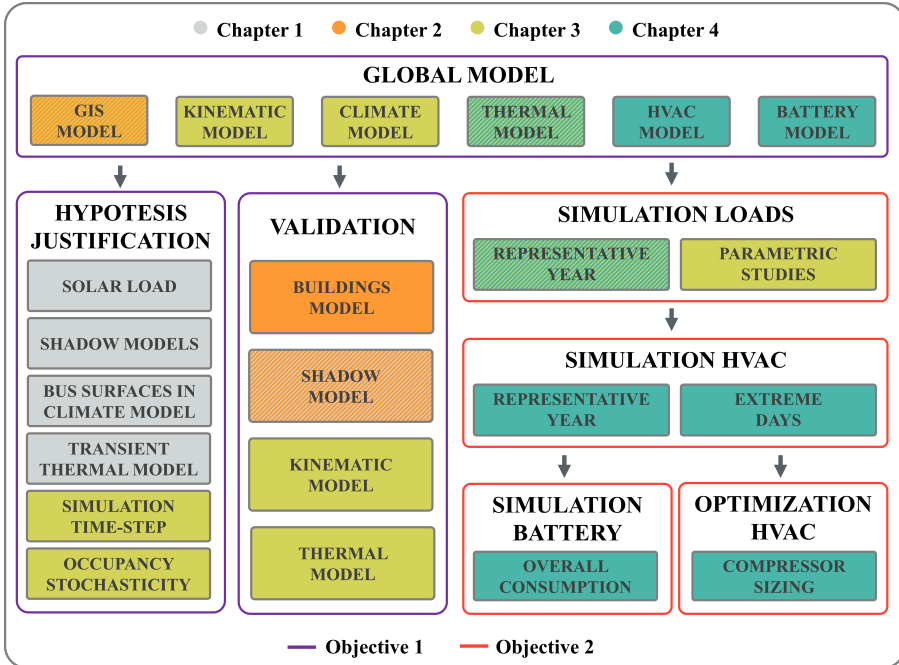 Chapter 1 Chapter 2 Chapter 3 Chapter 4
GLOBAL MODEL
GIS
MODEL
KINEMATIC
MODEL
CLIMATE
MODEL
THERMAL
MODEL
HVAC
MODEL
BATTERY
MODEL
HYPOTESIS
JUSTIFICATION
SOLAR LOAD
SHADOW MODELS
BUS SURFACES IN
CLIMATE MODEL
TRANSIENT
THERMAL MODEL
SIMULATION
TIME-STEP
OCCUPANCY
STOCHASTICITY
VALIDATION
BUILDINGS
MODEL
SHADOW
MODEL
KINEMATIC
MODEL
THERMAL
MODEL
SIMULATION LOADS
REPRESENTATIVE
YEAR
PARAMETRIC
STUDIES
SIMULATION HVAC
REPRESENTATIVE
YEAR
EXTREME
DAYS
SIMULATION
BATTERY
OVERALL
CONSUMPTION
OPTIMIZATION
HVAC
COMPRESSOR
SIZING
Objective 1 Objective 2